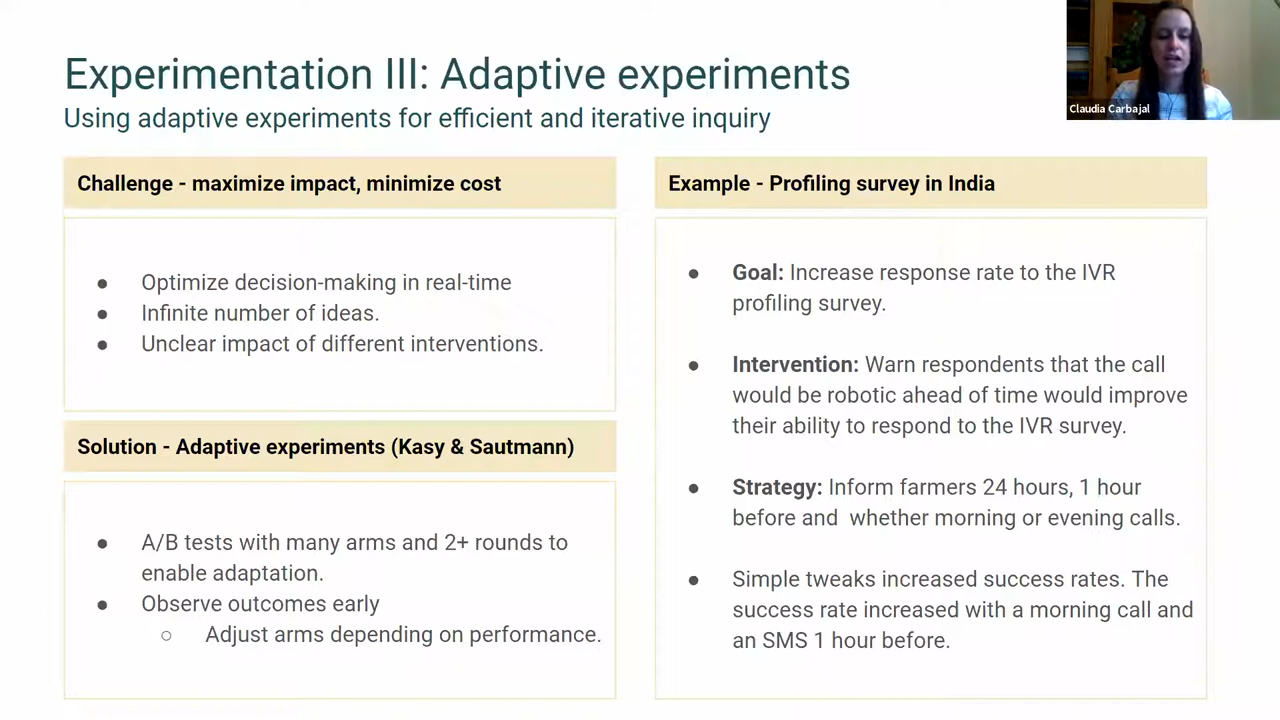 Experimentation III: Adaptive experiments
Using adaptive experiments for efficient and iterative inquiry
Claudia Carbajal
Challenge - maximize impact, minimize cost
● Optimize decision-making in real-time
● Infinite number of ideas.
● Unclear impact of different interventions.
Solution - Adaptive experiments (Kasy & Sautmann)
● A/B tests with many arms and 2+ rounds to
enable adaptation.
● Observe outcomes early
○ Adjust arms depending on performance.
Example - Profiling survey in India
● Goal: Increase response rate to the IVR
profiling survey.
● Intervention: Warn respondents that the call
would be robotic ahead of time would improve
their ability to respond to the IVR survey.
● Strategy: Inform farmers 24 hours, 1 hour
before and  whether morning or evening calls.
● Simple tweaks increased success rates. The
success rate increased with a morning call and
an SMS 1 hour before.